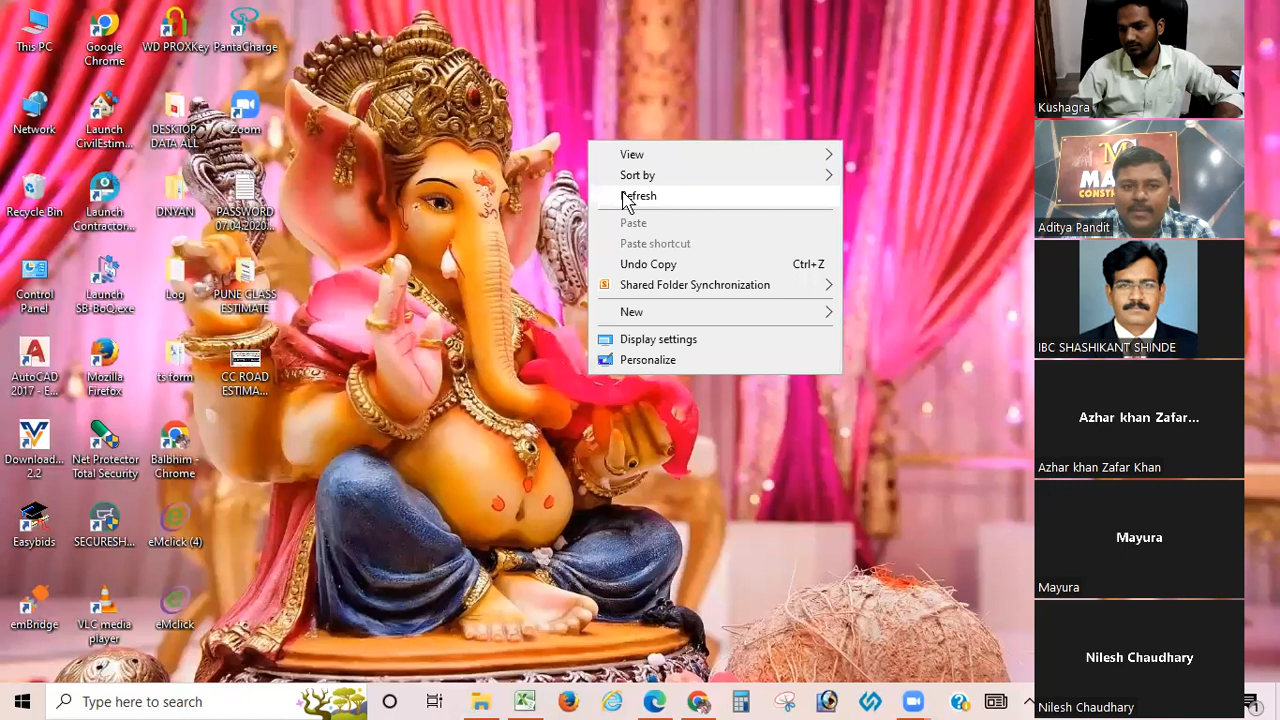 This PC
Google
Chrome
WD PROXKey
PantaCharge
Network
Launch
CivilEstim...
DESKTOP
DATA ALL
Zoom
Recycle Bin
Launch
Contractor...
DNYAN
PASSWORD
07.04.2020...
Control
Panel
Launch
SB-BoQ.exe
Log
PUNE CLASS
ESTIMATE
AutoCAD
2017 - E...
Mozilla
Firefox
ts form
CC ROAD
ESTIMA...
Download...
2.2
Net Protector
Total Security
Balbhim -
Chrome
Easybids
SECURESH...
eMclick (4)
emBridge
VLC media
player
eMclick
View
Sort by
Refresh
Paste
Paste shortcut
Undo Copy Ctrl+Z
Shared Folder Synchronization
New
Display settings
Personalize
Kushagra
Aditya Pandit
IBC SHASHIKANT SHINDE
Azhar khan Zafar...
Azhar khan Zafar Khan
Mayura
Mayura
Nilesh Chaudhary
Nilesh Chaudhary
Type here to search